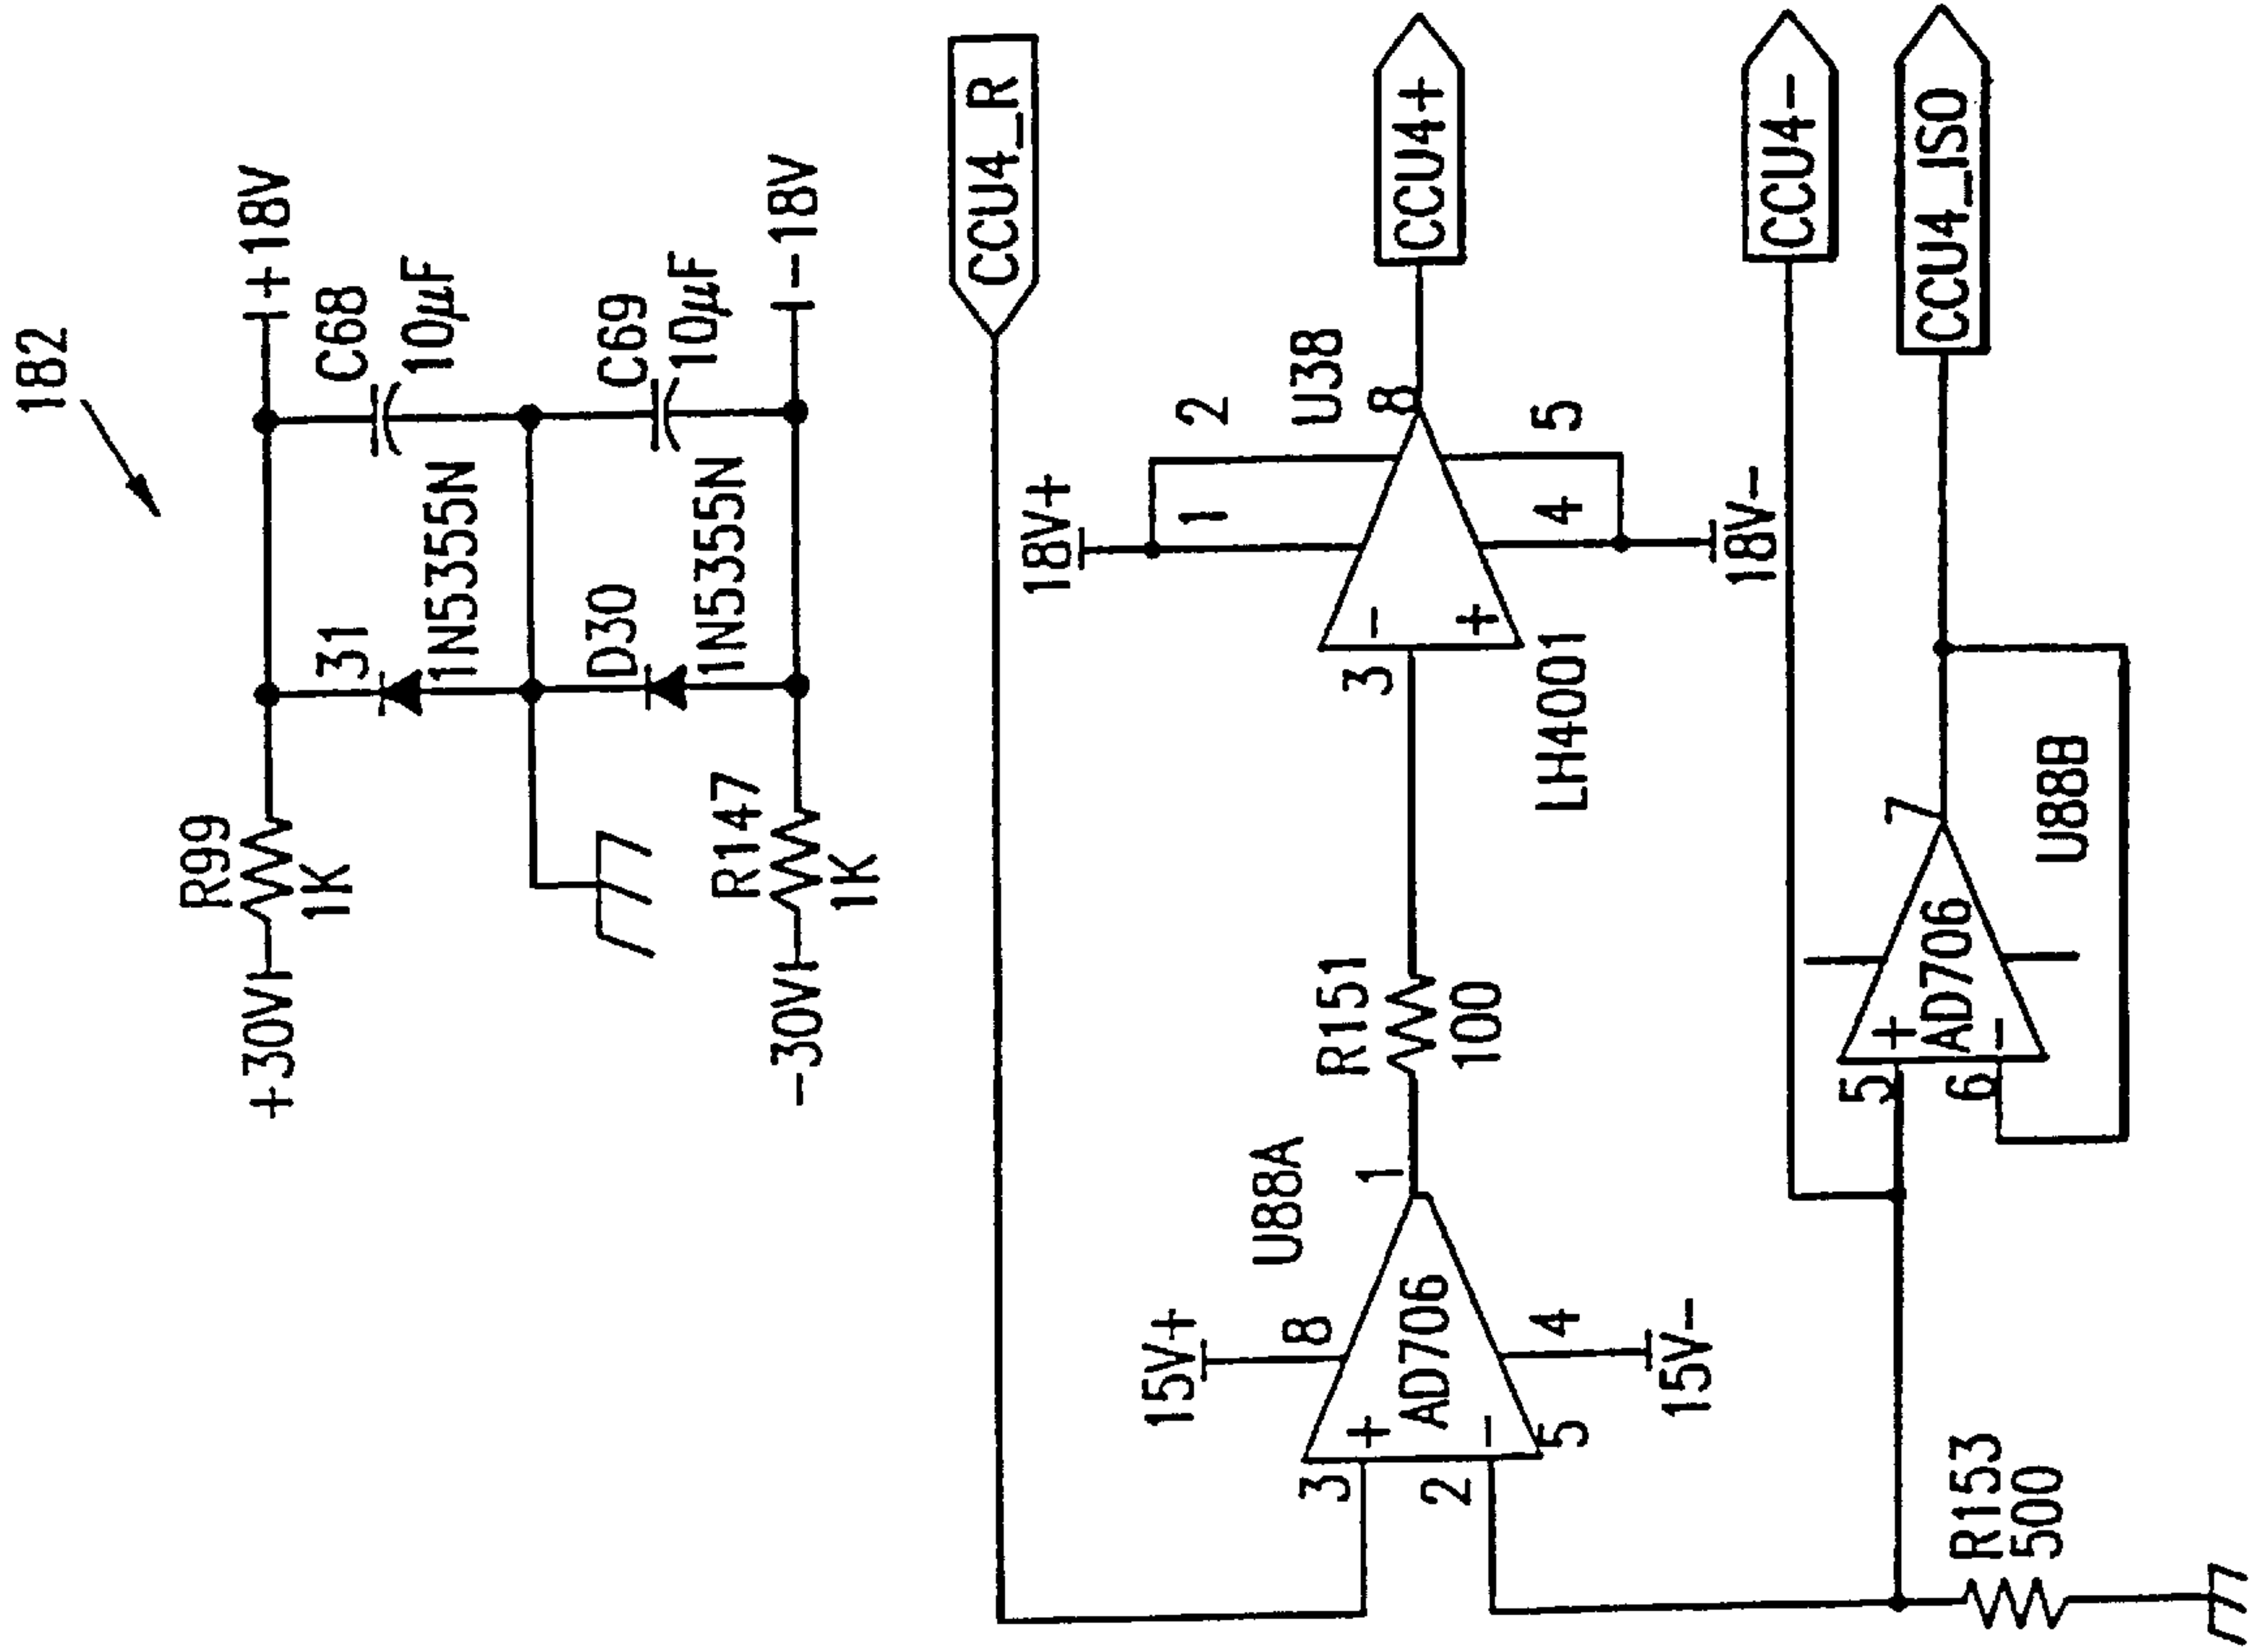 182
R99
1K
+30V
+18V
C68
10µF
31
1N5355N
D30
1N5355N
C69
10µF
R147
1K
-30V
-18V
CCU4_R
15V+
U88A
8
3
+
AD706
1
2
-
5
4
15V-
R151
100
18V+
1
2
U38
3
-
+
8
4
5
LH4001
18V-
CCU4+
CCU4-
5
+
AD706
7
6
-
U888
CCU4_ISO
R153
500